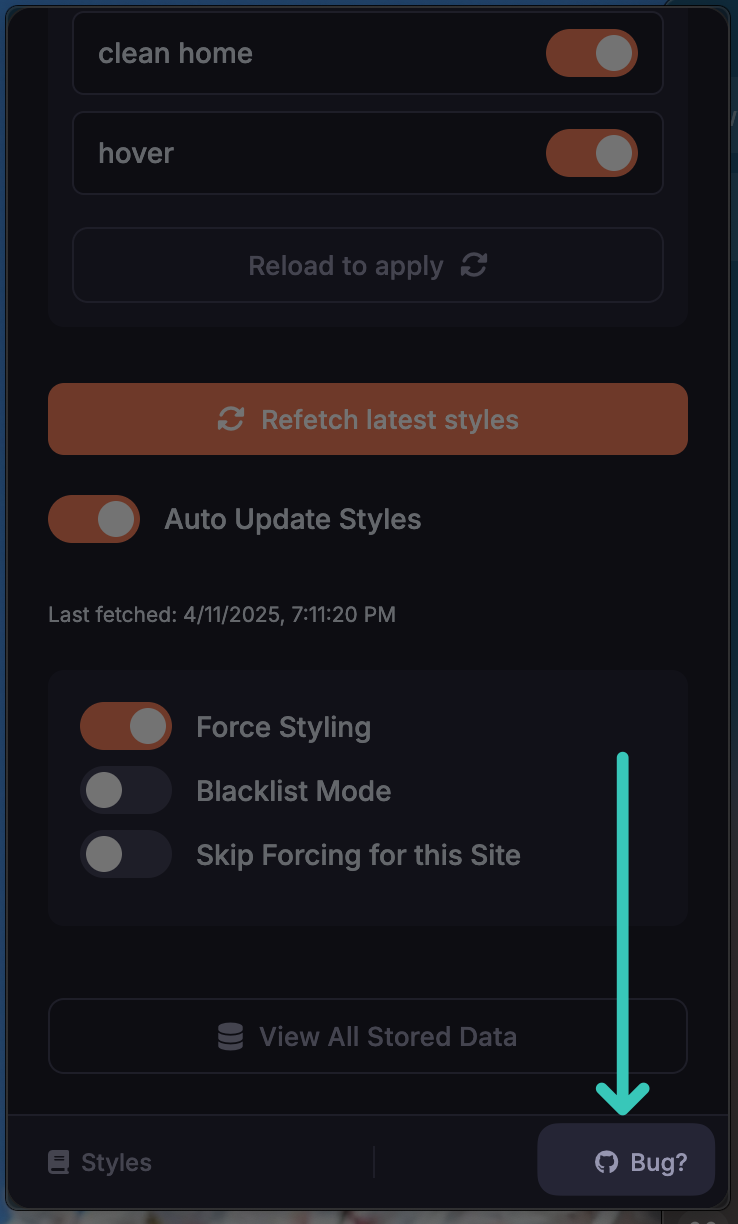 clean home
hover
Reload to apply
Refetch latest styles
Auto Update Styles
Last fetched: 4/11/2025, 7:11:20 PM
Force Styling
Blacklist Mode
Skip Forcing for this Site
View All Stored Data
Styles
Bug?